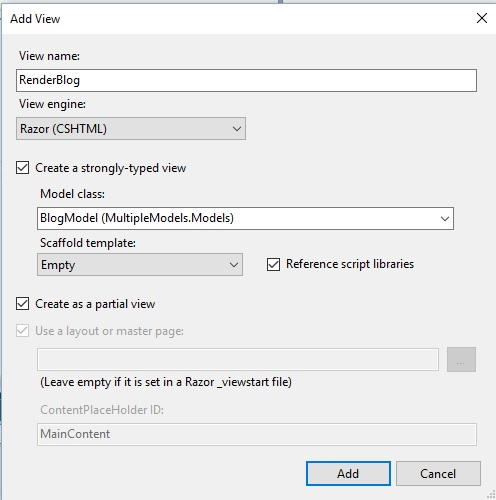 Add View
View name:
RenderBlog
View engine:
Razor (CSHTML)
Create a strongly-typed view
Model class:
BlogModel (MultipleModels.Models)
Scaffold template:
Empty
Reference script libraries
Create as a partial view
Use a layout or master page:
...
(Leave empty if it is set in a Razor _viewstart file)
ContentPlaceHolder ID:
MainContent
Add
Cancel